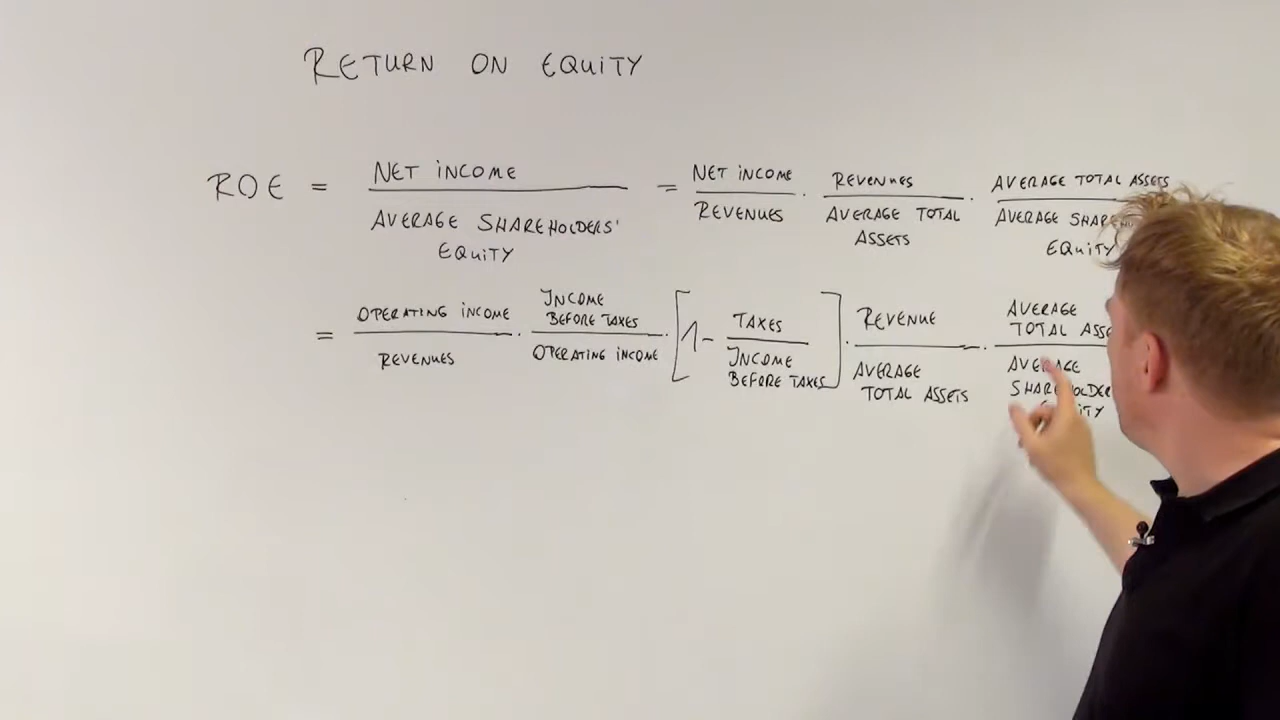 RETURN ON EQUITY
ROE = NET INCOME / AVERAGE SHAREHOLDERS' EQUITY = NET INCOME / REVENUES · REVENUES / AVERAGE TOTAL ASSETS · AVERAGE TOTAL ASSETS / AVERAGE EQUITY
= OPERATING INCOME / REVENUES · INCOME BEFORE TAXES / OPERATING INCOME · [1 - TAXES / INCOME BEFORE TAXES] · REVENUE / AVERAGE TOTAL ASSETS · AVERAGE TOTAL / AVERAGE